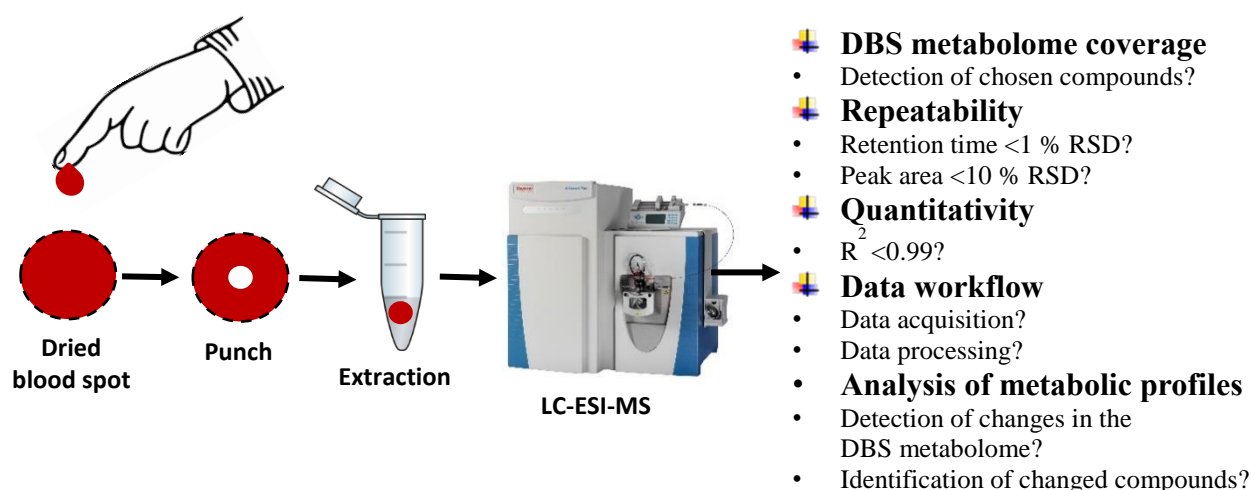 DBS metabolome coverage
• Detection of chosen compounds?
Repeatability
• Retention time <1 % RSD?
• Peak area <10 % RSD?
Quantitativity
• R² <0.99?
Data workflow
• Data acquisition?
• Data processing?
• Analysis of metabolic profiles
• Detection of changes in the
DBS metabolome?
• Identification of changed compounds?
Dried
blood spot
Punch
Extraction
LC-ESI-MS